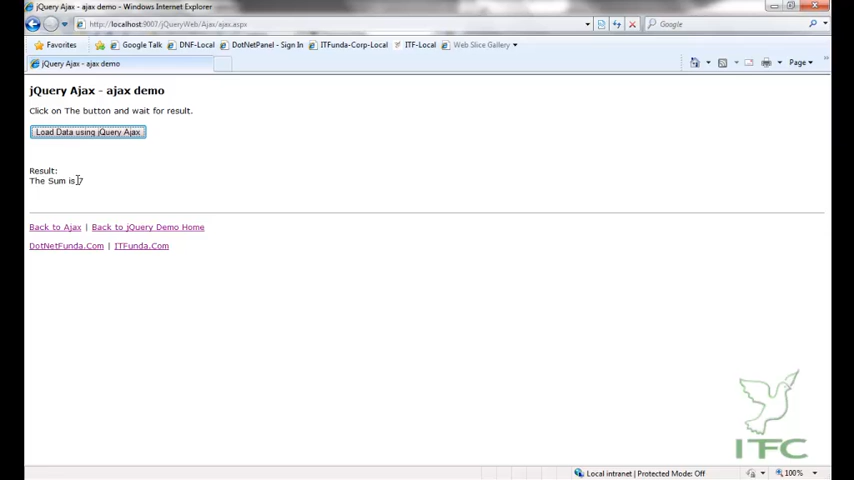 jQuery Ajax - ajax demo - Windows Internet Explorer
http://localhost:9007/jQueryWeb/Ajax/ajax.aspx
Google
Favorites Google Talk DNF-Local DotNetPanel - Sign In ITFunda-Corp-Local ITF-Local Web Slice Gallery
jQuery Ajax - ajax demo
Page
jQuery Ajax - ajax demo
Click on The button and wait for result.
Load Data using jQuery Ajax
Result:
The Sum is 7
Back to Ajax | Back to jQuery Demo Home
DotNetFunda.Com | ITFunda.Com
ITFC
Local intranet | Protected Mode: Off
100%